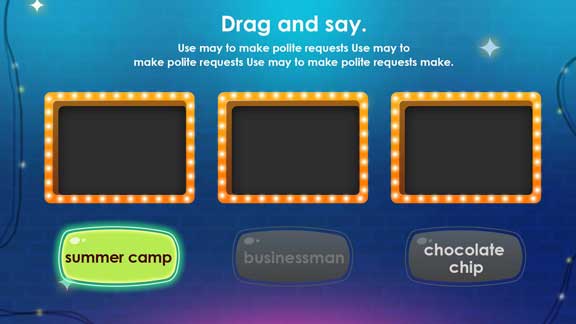 Drag and say.
Use may to make polite requests Use may to
make polite requests Use may to make polite requests make.
summer camp
businessman
chocolate
chip